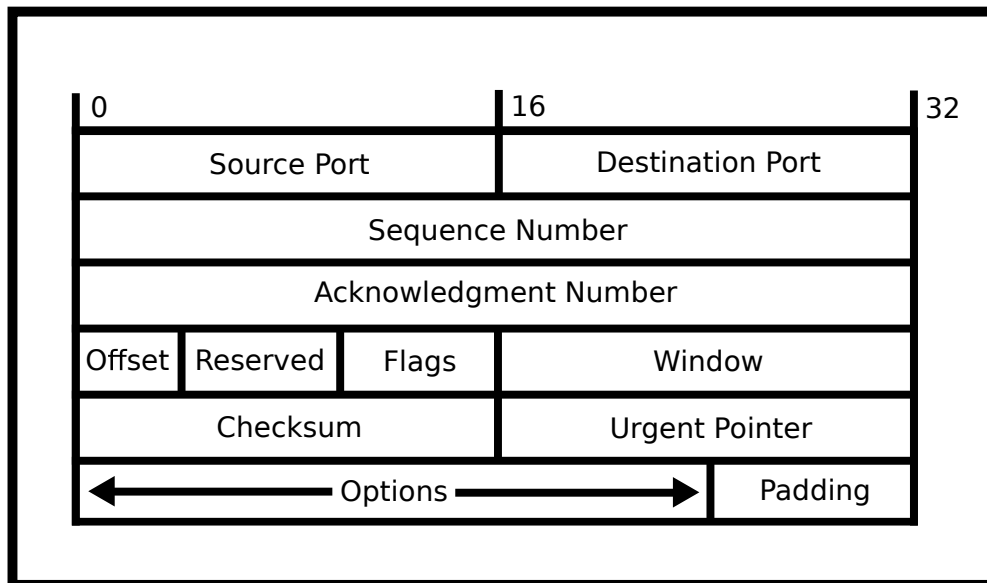 0 16 32
Source Port Destination Port
Sequence Number
Acknowledgment Number
Offset Reserved Flags Window
Checksum Urgent Pointer
Options Padding